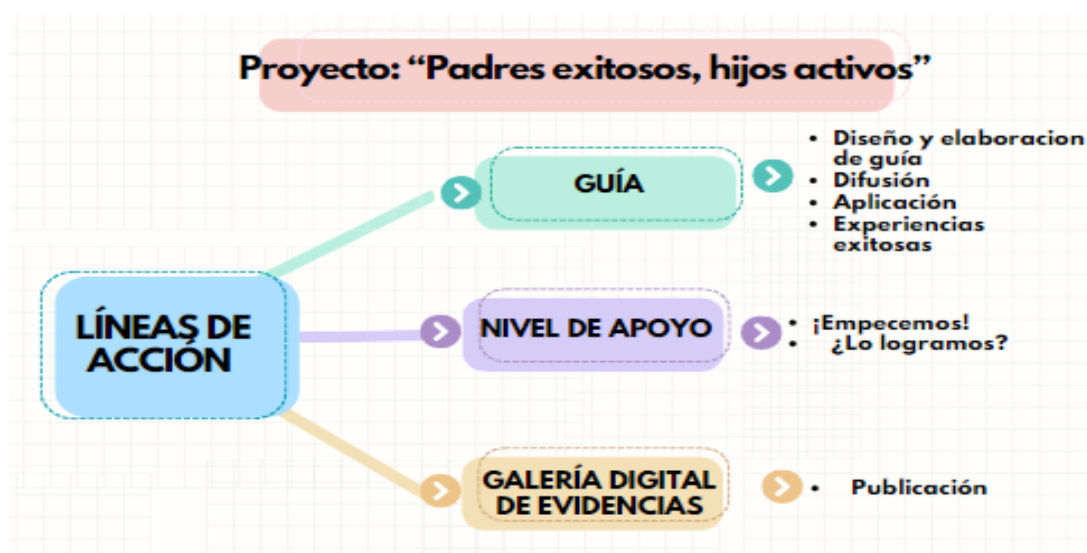 Proyecto: “Padres exitosos, hijos activos”
GUÍA
• Diseño y elaboracion
de guía
• Difusión
• Aplicación
• Experiencias
exitosas
LÍNEAS DE
ACCIÓN
NIVEL DE APOYO
• ¡Empecemos!
• ¿Lo logramos?
GALERÍA DIGITAL
DE EVIDENCIAS
• Publicación